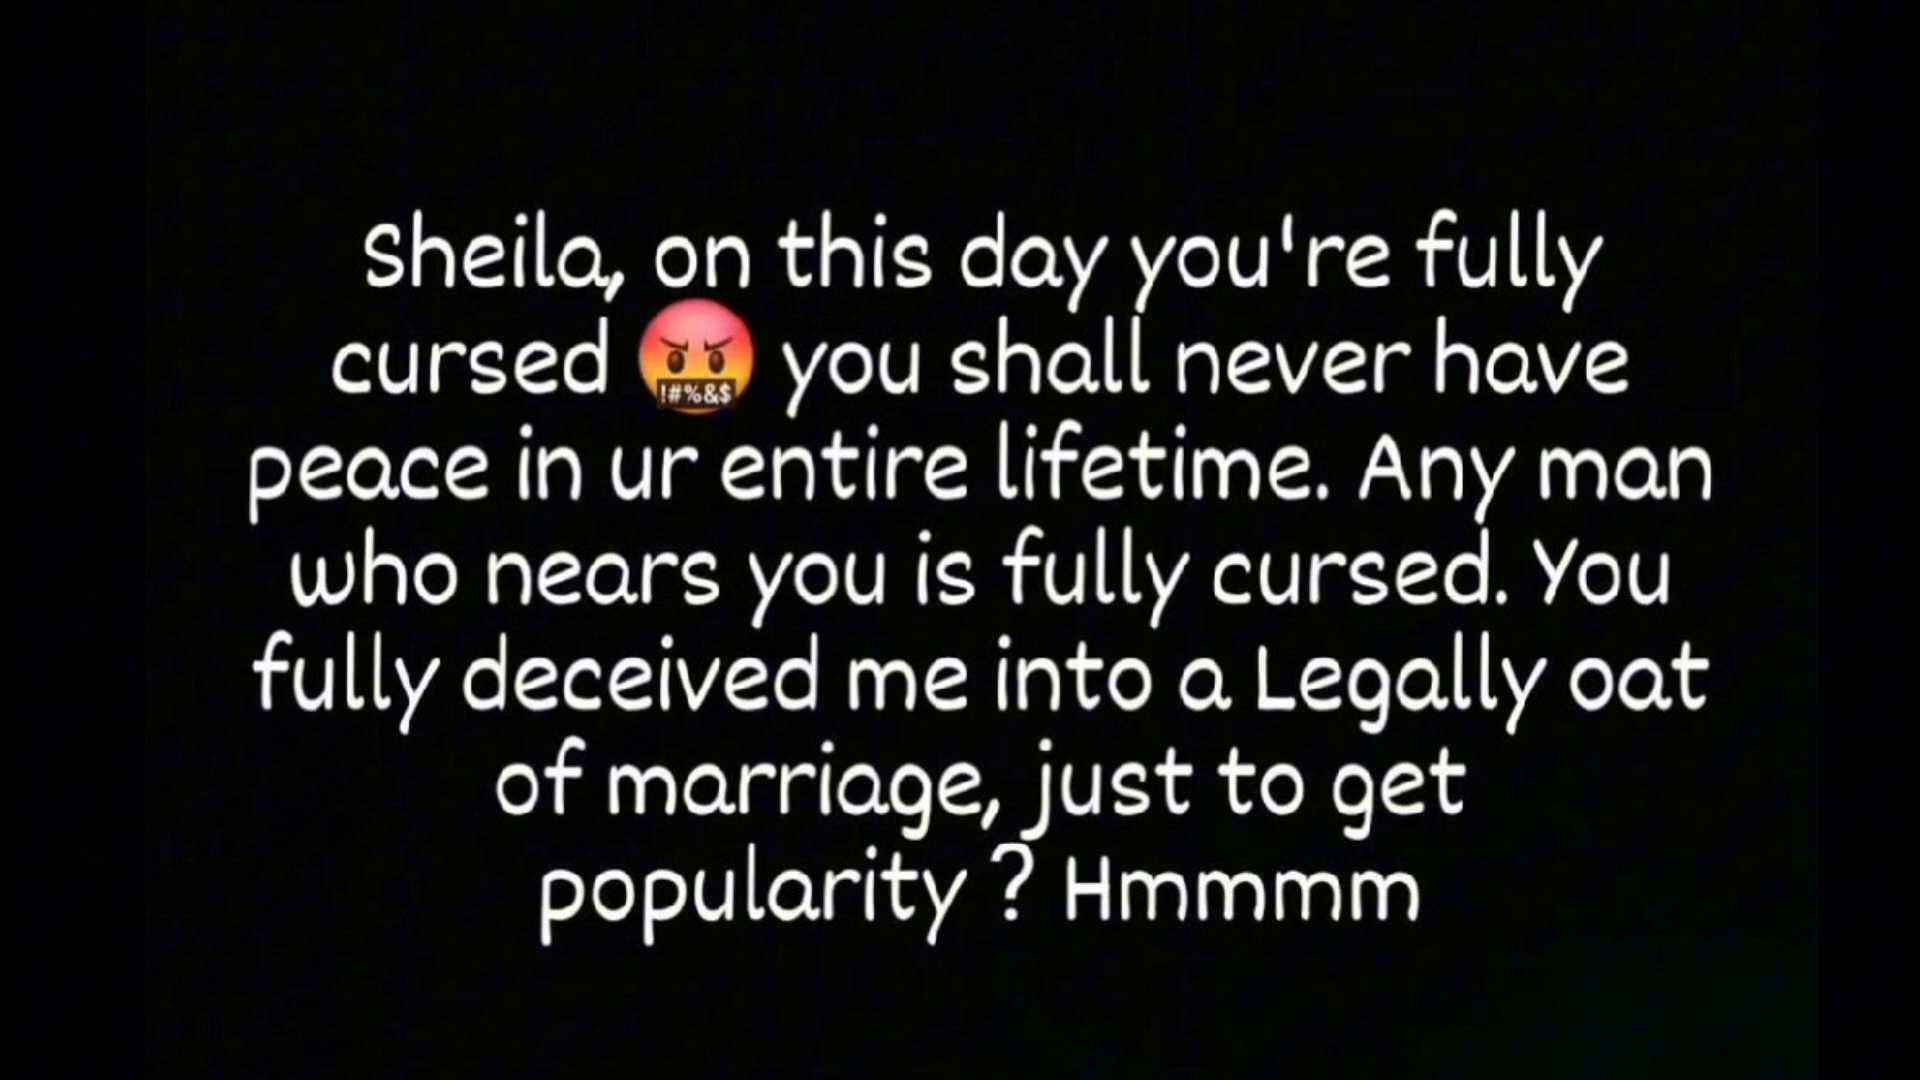 Sheila, on this day you're fully
cursed 🤬 you shall never have
peace in ur entire lifetime. Any man
who nears you is fully cursed. You
fully deceived me into a Legally oat
of marriage, just to get
popularity ? Hmmmm